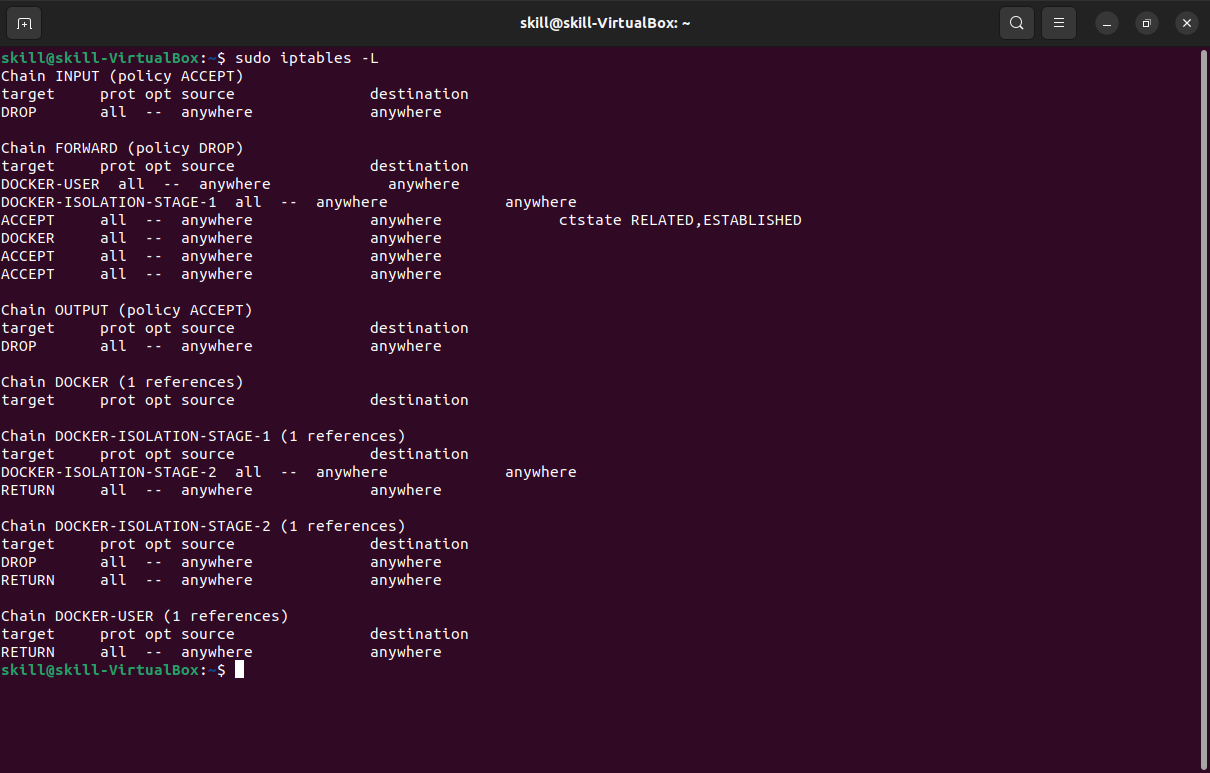 skill@skill-VirtualBox: ~
skill@skill-VirtualBox:~$ sudo iptables -L
Chain INPUT (policy ACCEPT)
target     prot opt source               destination
DROP       all  --  anywhere             anywhere

Chain FORWARD (policy DROP)
target     prot opt source               destination
DOCKER-USER  all  --  anywhere             anywhere
DOCKER-ISOLATION-STAGE-1  all  --  anywhere             anywhere
ACCEPT     all  --  anywhere             anywhere             ctstate RELATED,ESTABLISHED
DOCKER     all  --  anywhere             anywhere
ACCEPT     all  --  anywhere             anywhere
ACCEPT     all  --  anywhere             anywhere

Chain OUTPUT (policy ACCEPT)
target     prot opt source               destination
DROP       all  --  anywhere             anywhere

Chain DOCKER (1 references)
target     prot opt source               destination

Chain DOCKER-ISOLATION-STAGE-1 (1 references)
target     prot opt source               destination
DOCKER-ISOLATION-STAGE-2  all  --  anywhere             anywhere
RETURN     all  --  anywhere             anywhere

Chain DOCKER-ISOLATION-STAGE-2 (1 references)
target     prot opt source               destination
DROP       all  --  anywhere             anywhere
RETURN     all  --  anywhere             anywhere

Chain DOCKER-USER (1 references)
target     prot opt source               destination
RETURN     all  --  anywhere             anywhere
skill@skill-VirtualBox:~$